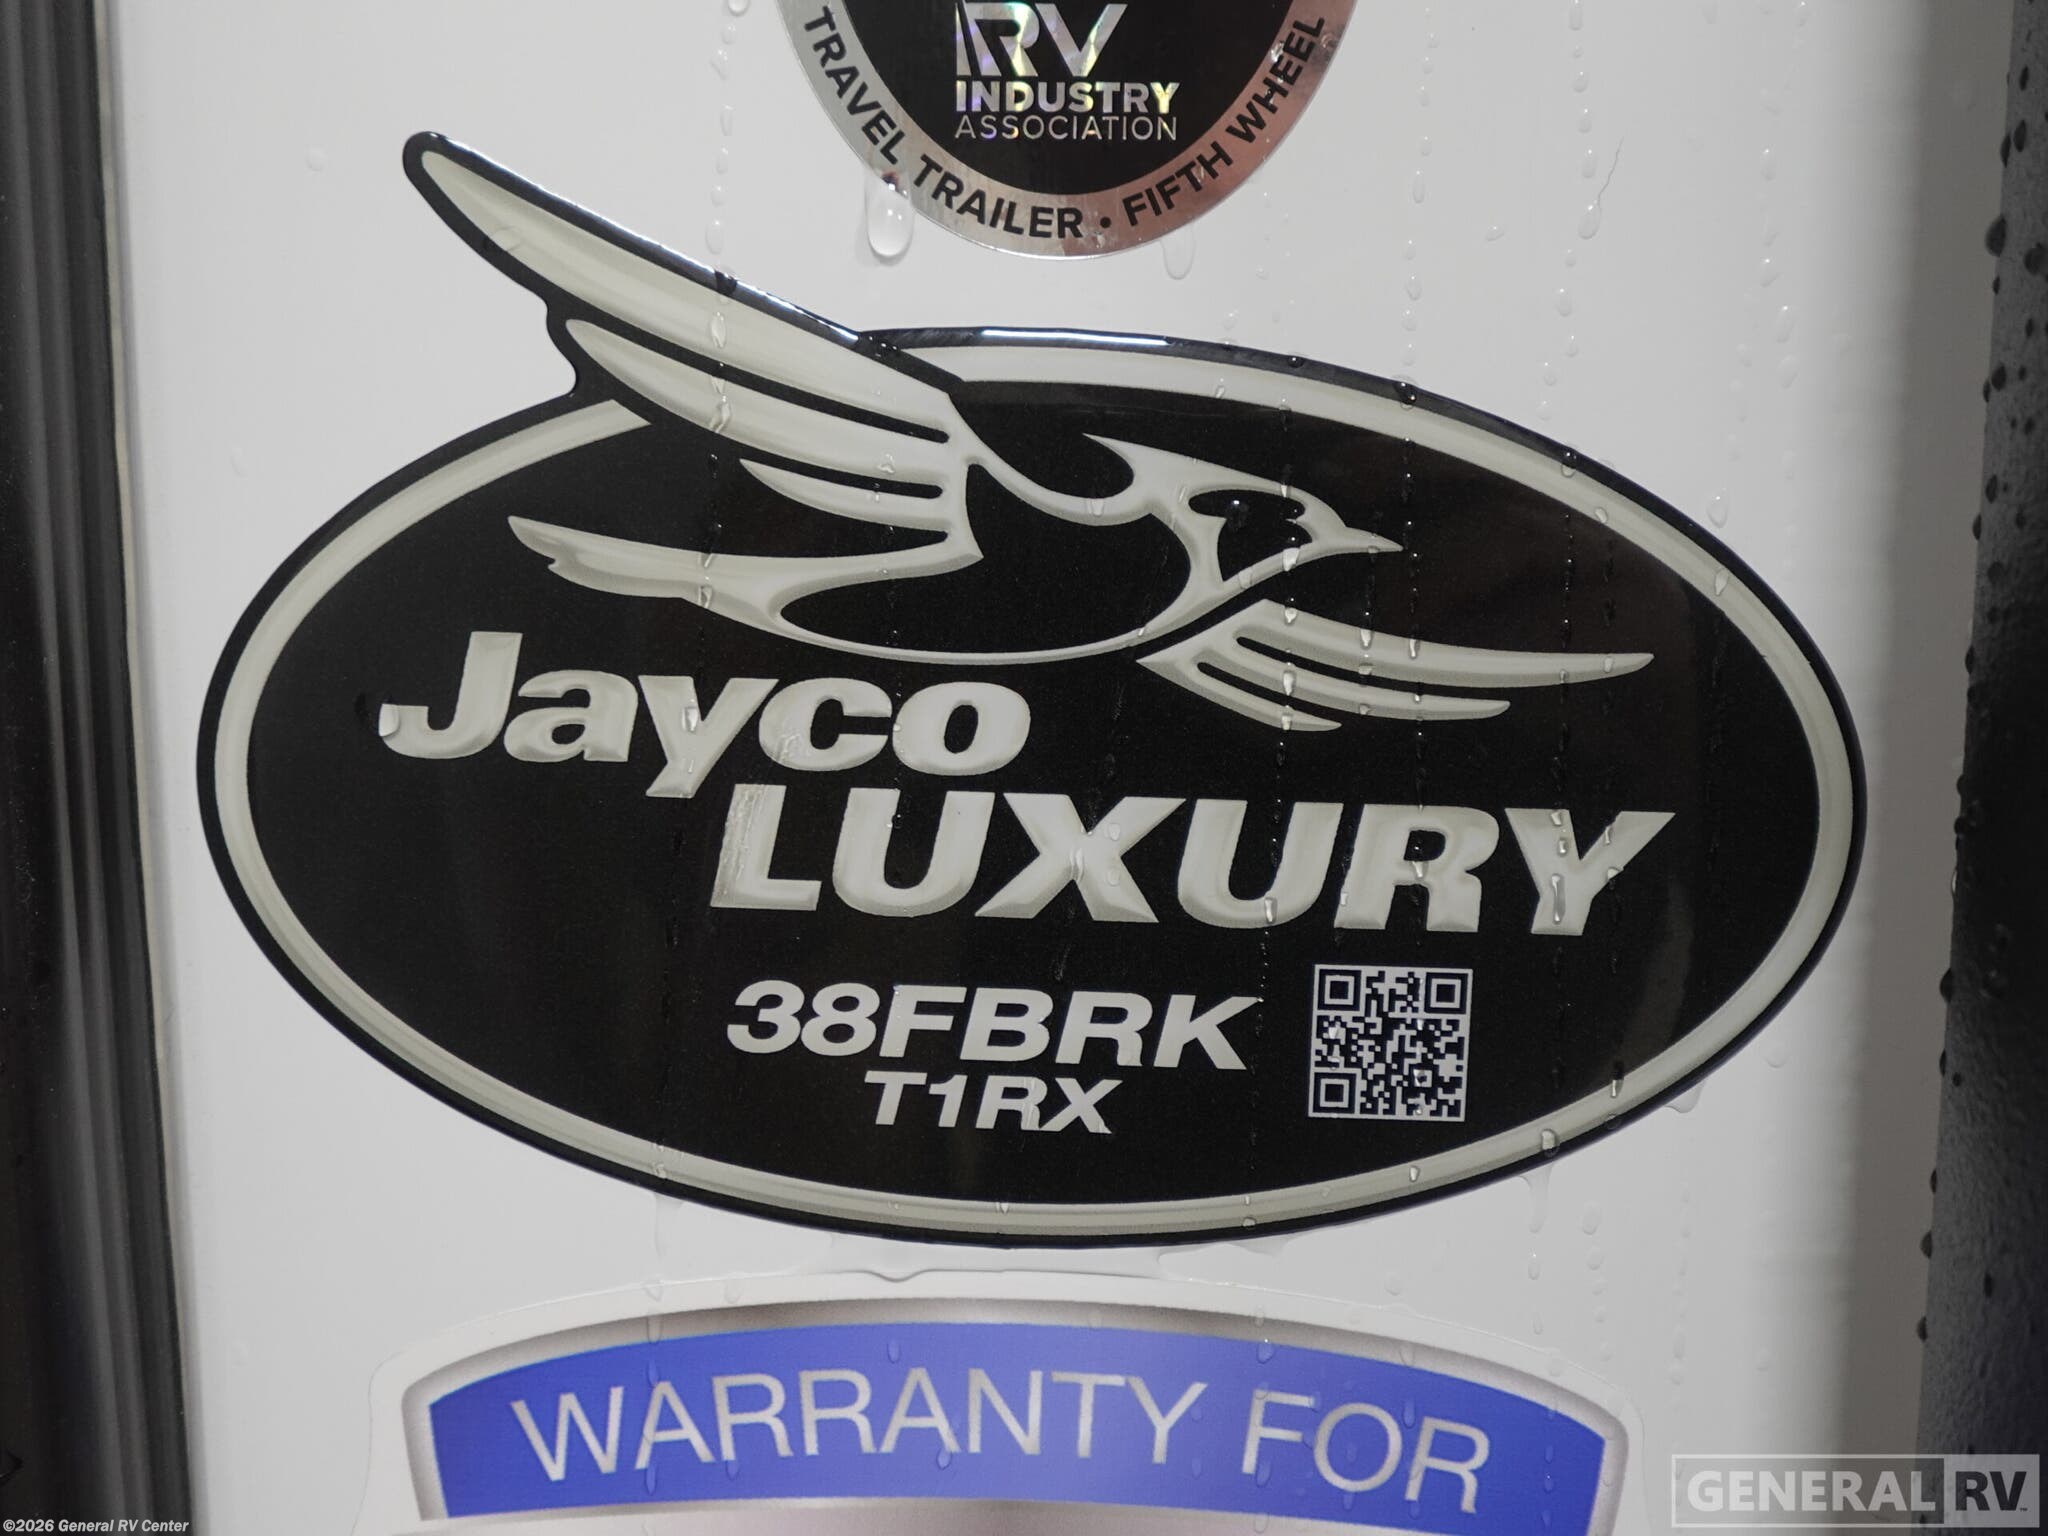 RV
INDUSTRY
ASSOCIATION
TRAVEL TRAILER • FIFTH WHEEL
Jayco
LUXURY
38FBRK
T1RX
WARRANTY FOR
GENERAL RV
©2026 General RV Center